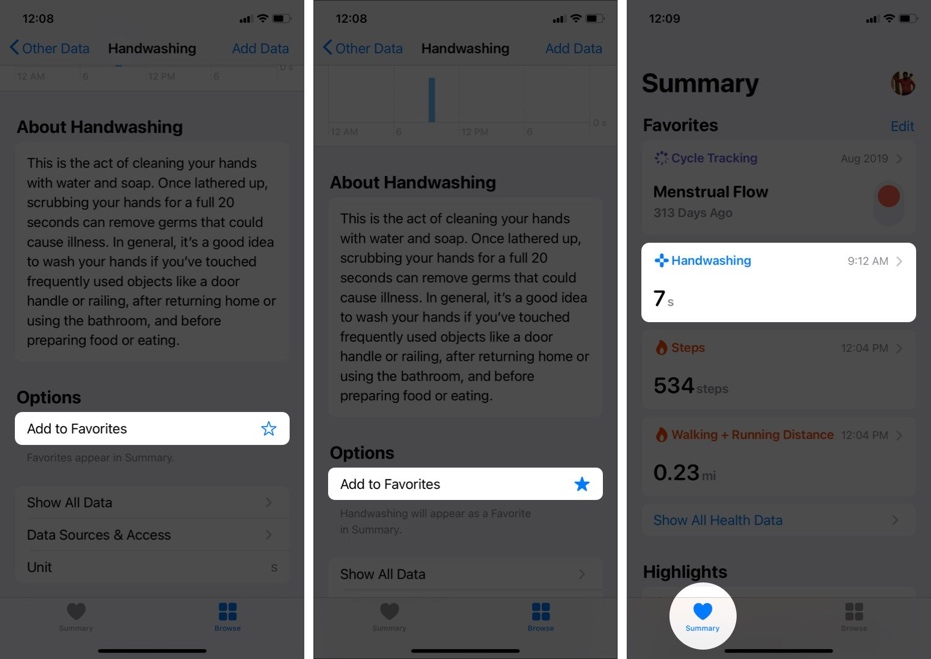 12:08
Other Data
Handwashing
Add Data
0 s
12 AM 6 12 PM 6
About Handwashing
This is the act of cleaning your hands
with water and soap. Once lathered up,
scrubbing your hands for a full 20
seconds can remove germs that could
cause illness. In general, it's a good idea
to wash your hands if you've touched
frequently used objects like a door
handle or railing, after returning home or
using the bathroom, and before
preparing food or eating.
Options
Add to Favorites
Favorites appear in Summary.
Show All Data
Data Sources & Access
Unit s
Summary
Browse
12:08
Other Data
Handwashing
Add Data
0 s
12 AM 6 12 PM 6
About Handwashing
This is the act of cleaning your hands
with water and soap. Once lathered up,
scrubbing your hands for a full 20
seconds can remove germs that could
cause illness. In general, it's a good idea
to wash your hands if you've touched
frequently used objects like a door
handle or railing, after returning home or
using the bathroom, and before
preparing food or eating.
Options
Add to Favorites
Handwashing will appear as a Favorite
in Summary.
Show All Data
Summary
Browse
12:09
Summary
Favorites
Edit
Cycle Tracking
Aug 2019
Menstrual Flow
313 Days Ago
Handwashing
9:12 AM
7 s
Steps
12:04 PM
534 steps
Walking + Running Distance
12:04 PM
0.23 mi
Show All Health Data
Highlights
Summary
Browse